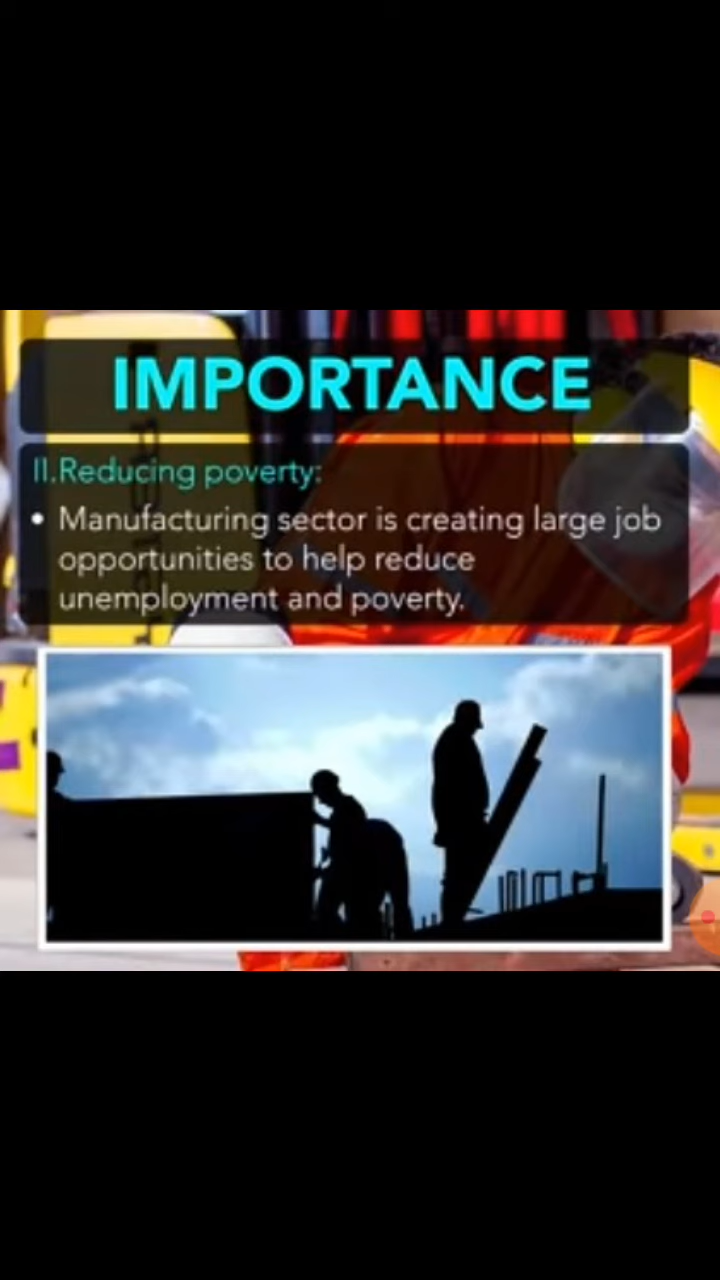 IMPORTANCE
II.Reducing poverty:
• Manufacturing sector is creating large job
opportunities to help reduce
unemployment and poverty.